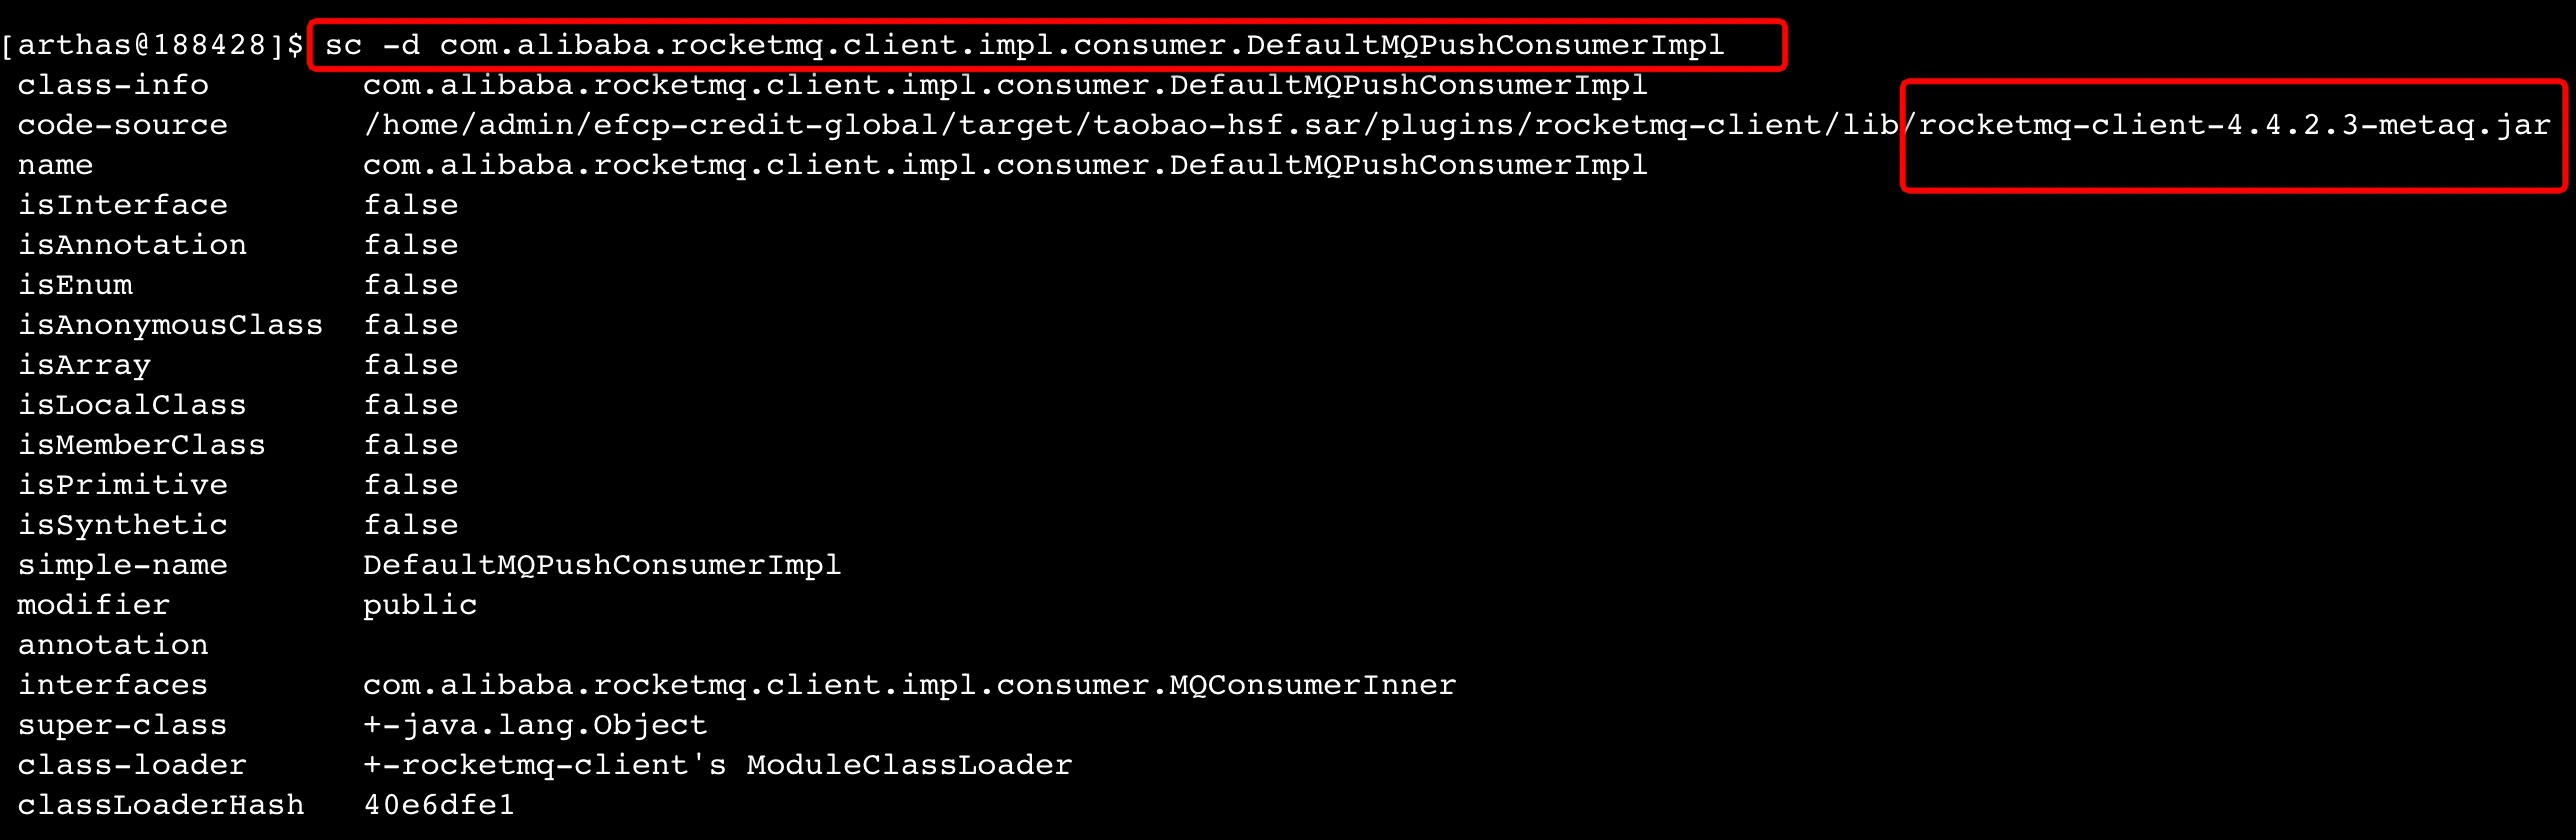 [arthas@188428]$ sc -d com.alibaba.rocketmq.client.impl.consumer.DefaultMQPushConsumerImpl
class-info com.alibaba.rocketmq.client.impl.consumer.DefaultMQPushConsumerImpl
code-source /home/admin/efcp-credit-global/target/taobao-hsf.sar/plugins/rocketmq-client/lib/rocketmq-client-4.4.2.3-metaq.jar
name com.alibaba.rocketmq.client.impl.consumer.DefaultMQPushConsumerImpl
isInterface false
isAnnotation false
isEnum false
isAnonymousClass false
isArray false
isLocalClass false
isMemberClass false
isPrimitive false
isSynthetic false
simple-name DefaultMQPushConsumerImpl
modifier public
annotation
interfaces com.alibaba.rocketmq.client.impl.consumer.MQConsumerInner
super-class +-java.lang.Object
class-loader +-rocketmq-client's ModuleClassLoader
classLoaderHash 40e6dfe1